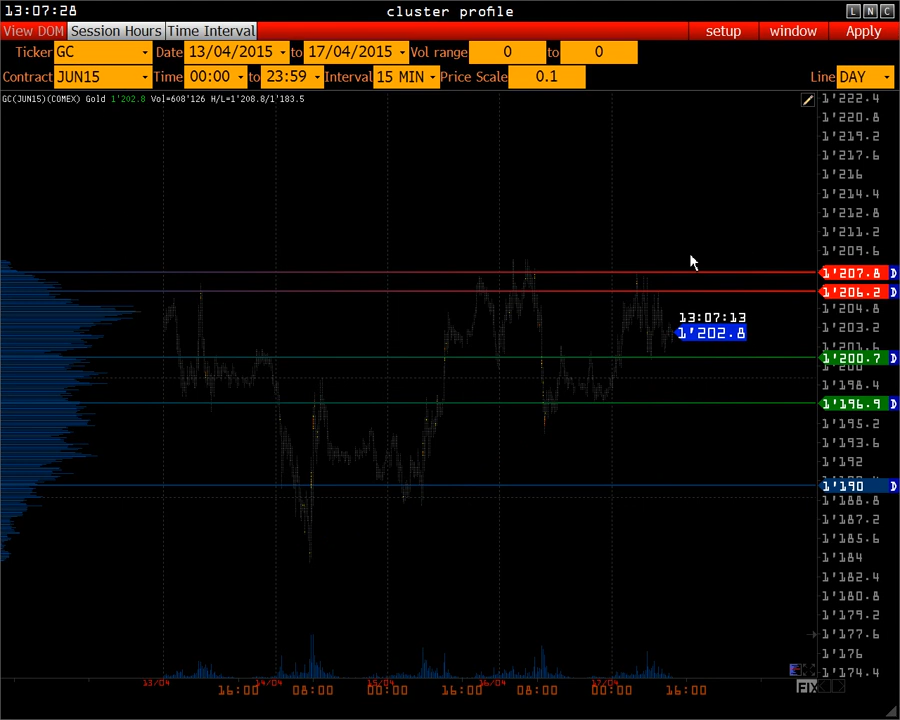 13:07:28
cluster profile
L N C
View DOM Session Hours Time Interval
setup window Apply
Ticker GC Date 13/04/2015 to 17/04/2015 Vol range 0 to 0
Contract JUN15 Time 00:00 to 23:59 Interval 15 MIN Price Scale 0.1 Line DAY
GC(JUN15)(COMEX) Gold 1'202.8 Vol=608'126 H/L=1'208.8/1'183.5
1'222.4
1'220.8
1'219.2
1'217.6
1'216
1'214.4
1'212.8
1'211.2
1'209.6
1'207.8 D
1'206.2 D
1'204.8
13:07:13
1'203.2
1'202.8
1'201.6
1'200.7 D
1'200
1'198.4
1'196.9 D
1'195.2
1'193.6
1'192
1'190 D
1'188.8
1'187.2
1'185.6
1'184
1'182.4
1'180.8
1'179.2
1'177.6
1'176
1'174.4
13/04 14/04 15/04 16/04 17/04
16:00 08:00 00:00 16:00 08:00 00:00 16:00
FIX